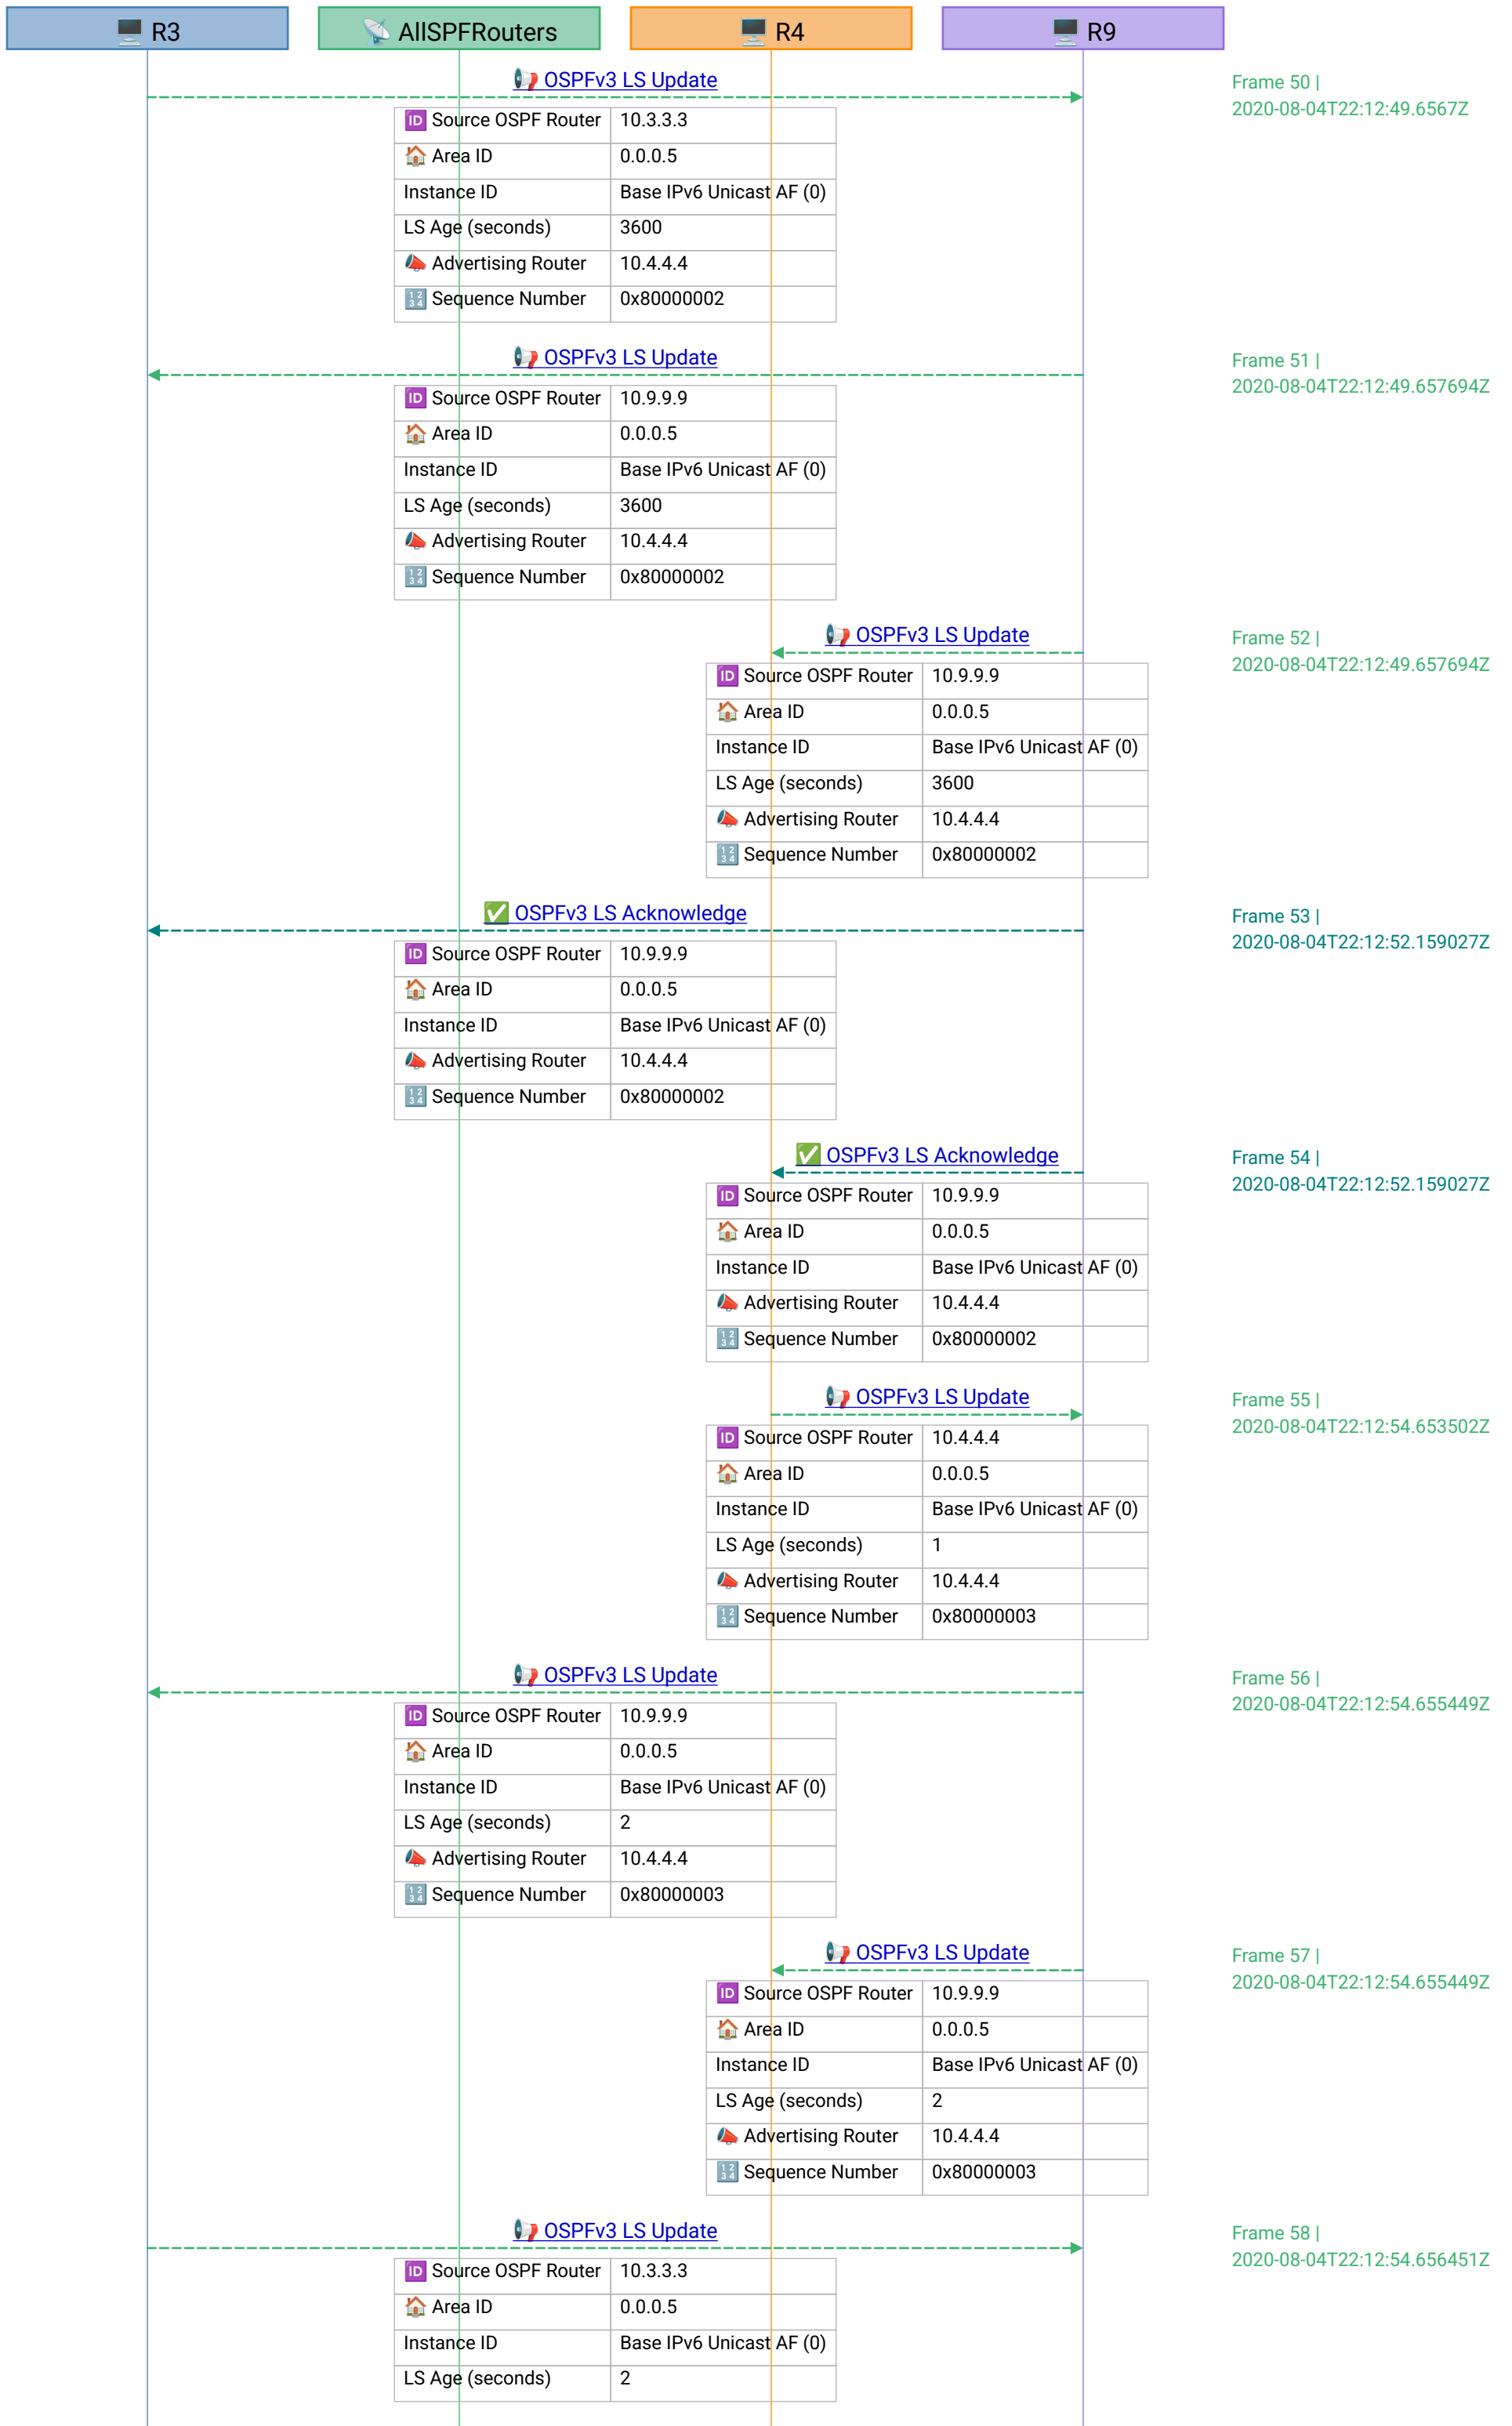 🖥️ R3
📡 AllSPFRouters
🖥️ R4
🖥️ R9
📢 OSPFv3 LS Update
Frame 50 |
2020-08-04T22:12:49.6567Z
🆔 Source OSPF Router 10.3.3.3
🏠 Area ID 0.0.0.5
Instance ID Base IPv6 Unicast AF (0)
LS Age (seconds) 3600
📣 Advertising Router 10.4.4.4
🔢 Sequence Number 0x80000002
📢 OSPFv3 LS Update
Frame 51 |
2020-08-04T22:12:49.657694Z
🆔 Source OSPF Router 10.9.9.9
🏠 Area ID 0.0.0.5
Instance ID Base IPv6 Unicast AF (0)
LS Age (seconds) 3600
📣 Advertising Router 10.4.4.4
🔢 Sequence Number 0x80000002
📢 OSPFv3 LS Update
Frame 52 |
2020-08-04T22:12:49.657694Z
🆔 Source OSPF Router 10.9.9.9
🏠 Area ID 0.0.0.5
Instance ID Base IPv6 Unicast AF (0)
LS Age (seconds) 3600
📣 Advertising Router 10.4.4.4
🔢 Sequence Number 0x80000002
✅ OSPFv3 LS Acknowledge
Frame 53 |
2020-08-04T22:12:52.159027Z
🆔 Source OSPF Router 10.9.9.9
🏠 Area ID 0.0.0.5
Instance ID Base IPv6 Unicast AF (0)
📣 Advertising Router 10.4.4.4
🔢 Sequence Number 0x80000002
✅ OSPFv3 LS Acknowledge
Frame 54 |
2020-08-04T22:12:52.159027Z
🆔 Source OSPF Router 10.9.9.9
🏠 Area ID 0.0.0.5
Instance ID Base IPv6 Unicast AF (0)
📣 Advertising Router 10.4.4.4
🔢 Sequence Number 0x80000002
📢 OSPFv3 LS Update
Frame 55 |
2020-08-04T22:12:54.653502Z
🆔 Source OSPF Router 10.4.4.4
🏠 Area ID 0.0.0.5
Instance ID Base IPv6 Unicast AF (0)
LS Age (seconds) 1
📣 Advertising Router 10.4.4.4
🔢 Sequence Number 0x80000003
📢 OSPFv3 LS Update
Frame 56 |
2020-08-04T22:12:54.655449Z
🆔 Source OSPF Router 10.9.9.9
🏠 Area ID 0.0.0.5
Instance ID Base IPv6 Unicast AF (0)
LS Age (seconds) 2
📣 Advertising Router 10.4.4.4
🔢 Sequence Number 0x80000003
📢 OSPFv3 LS Update
Frame 57 |
2020-08-04T22:12:54.655449Z
🆔 Source OSPF Router 10.9.9.9
🏠 Area ID 0.0.0.5
Instance ID Base IPv6 Unicast AF (0)
LS Age (seconds) 2
📣 Advertising Router 10.4.4.4
🔢 Sequence Number 0x80000003
📢 OSPFv3 LS Update
Frame 58 |
2020-08-04T22:12:54.656451Z
🆔 Source OSPF Router 10.3.3.3
🏠 Area ID 0.0.0.5
Instance ID Base IPv6 Unicast AF (0)
LS Age (seconds) 2